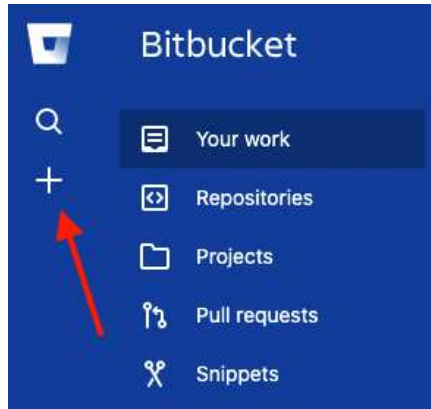 Bitbucket
Your work
Repositories
Projects
Pull requests
Snippets